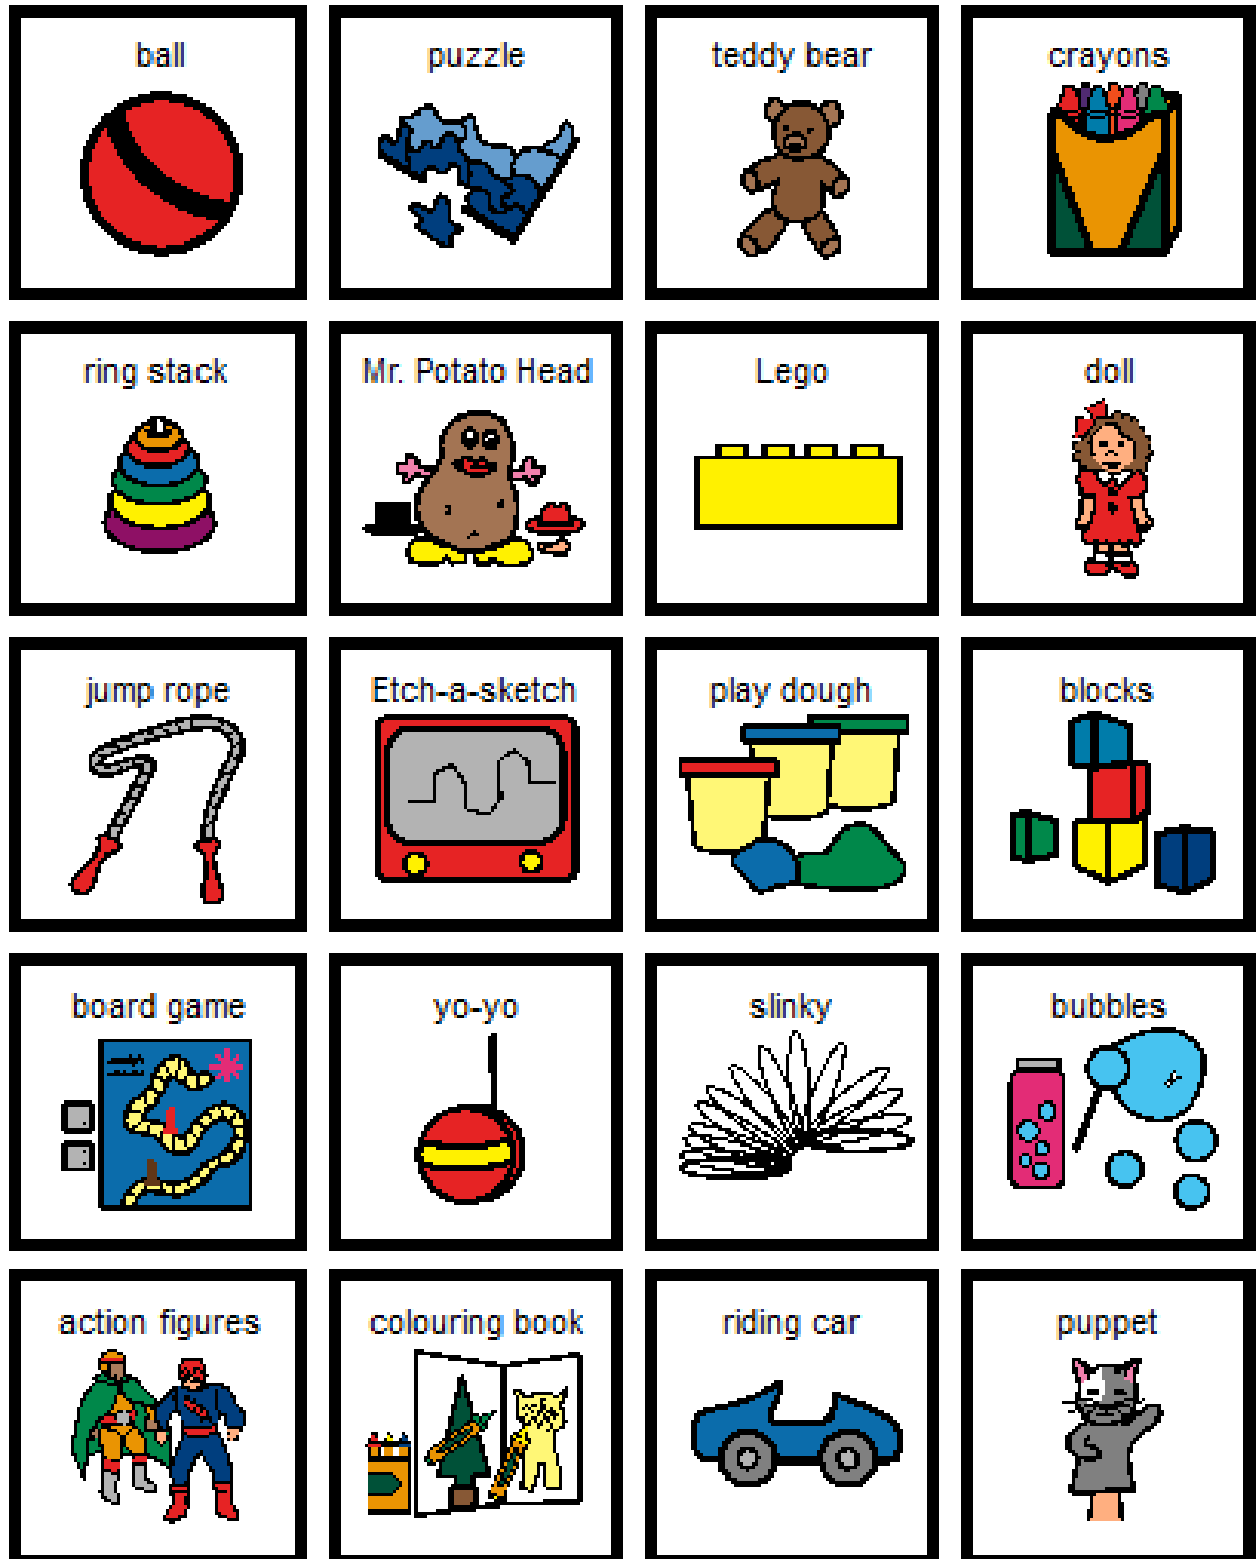 ball
puzzle
teddy bear
crayons
ring stack
Mr. Potato Head
Lego
doll
jump rope
Etch-a-sketch
play dough
blocks
board game
yo-yo
slinky
bubbles
action figures
colouring book
riding car
puppet